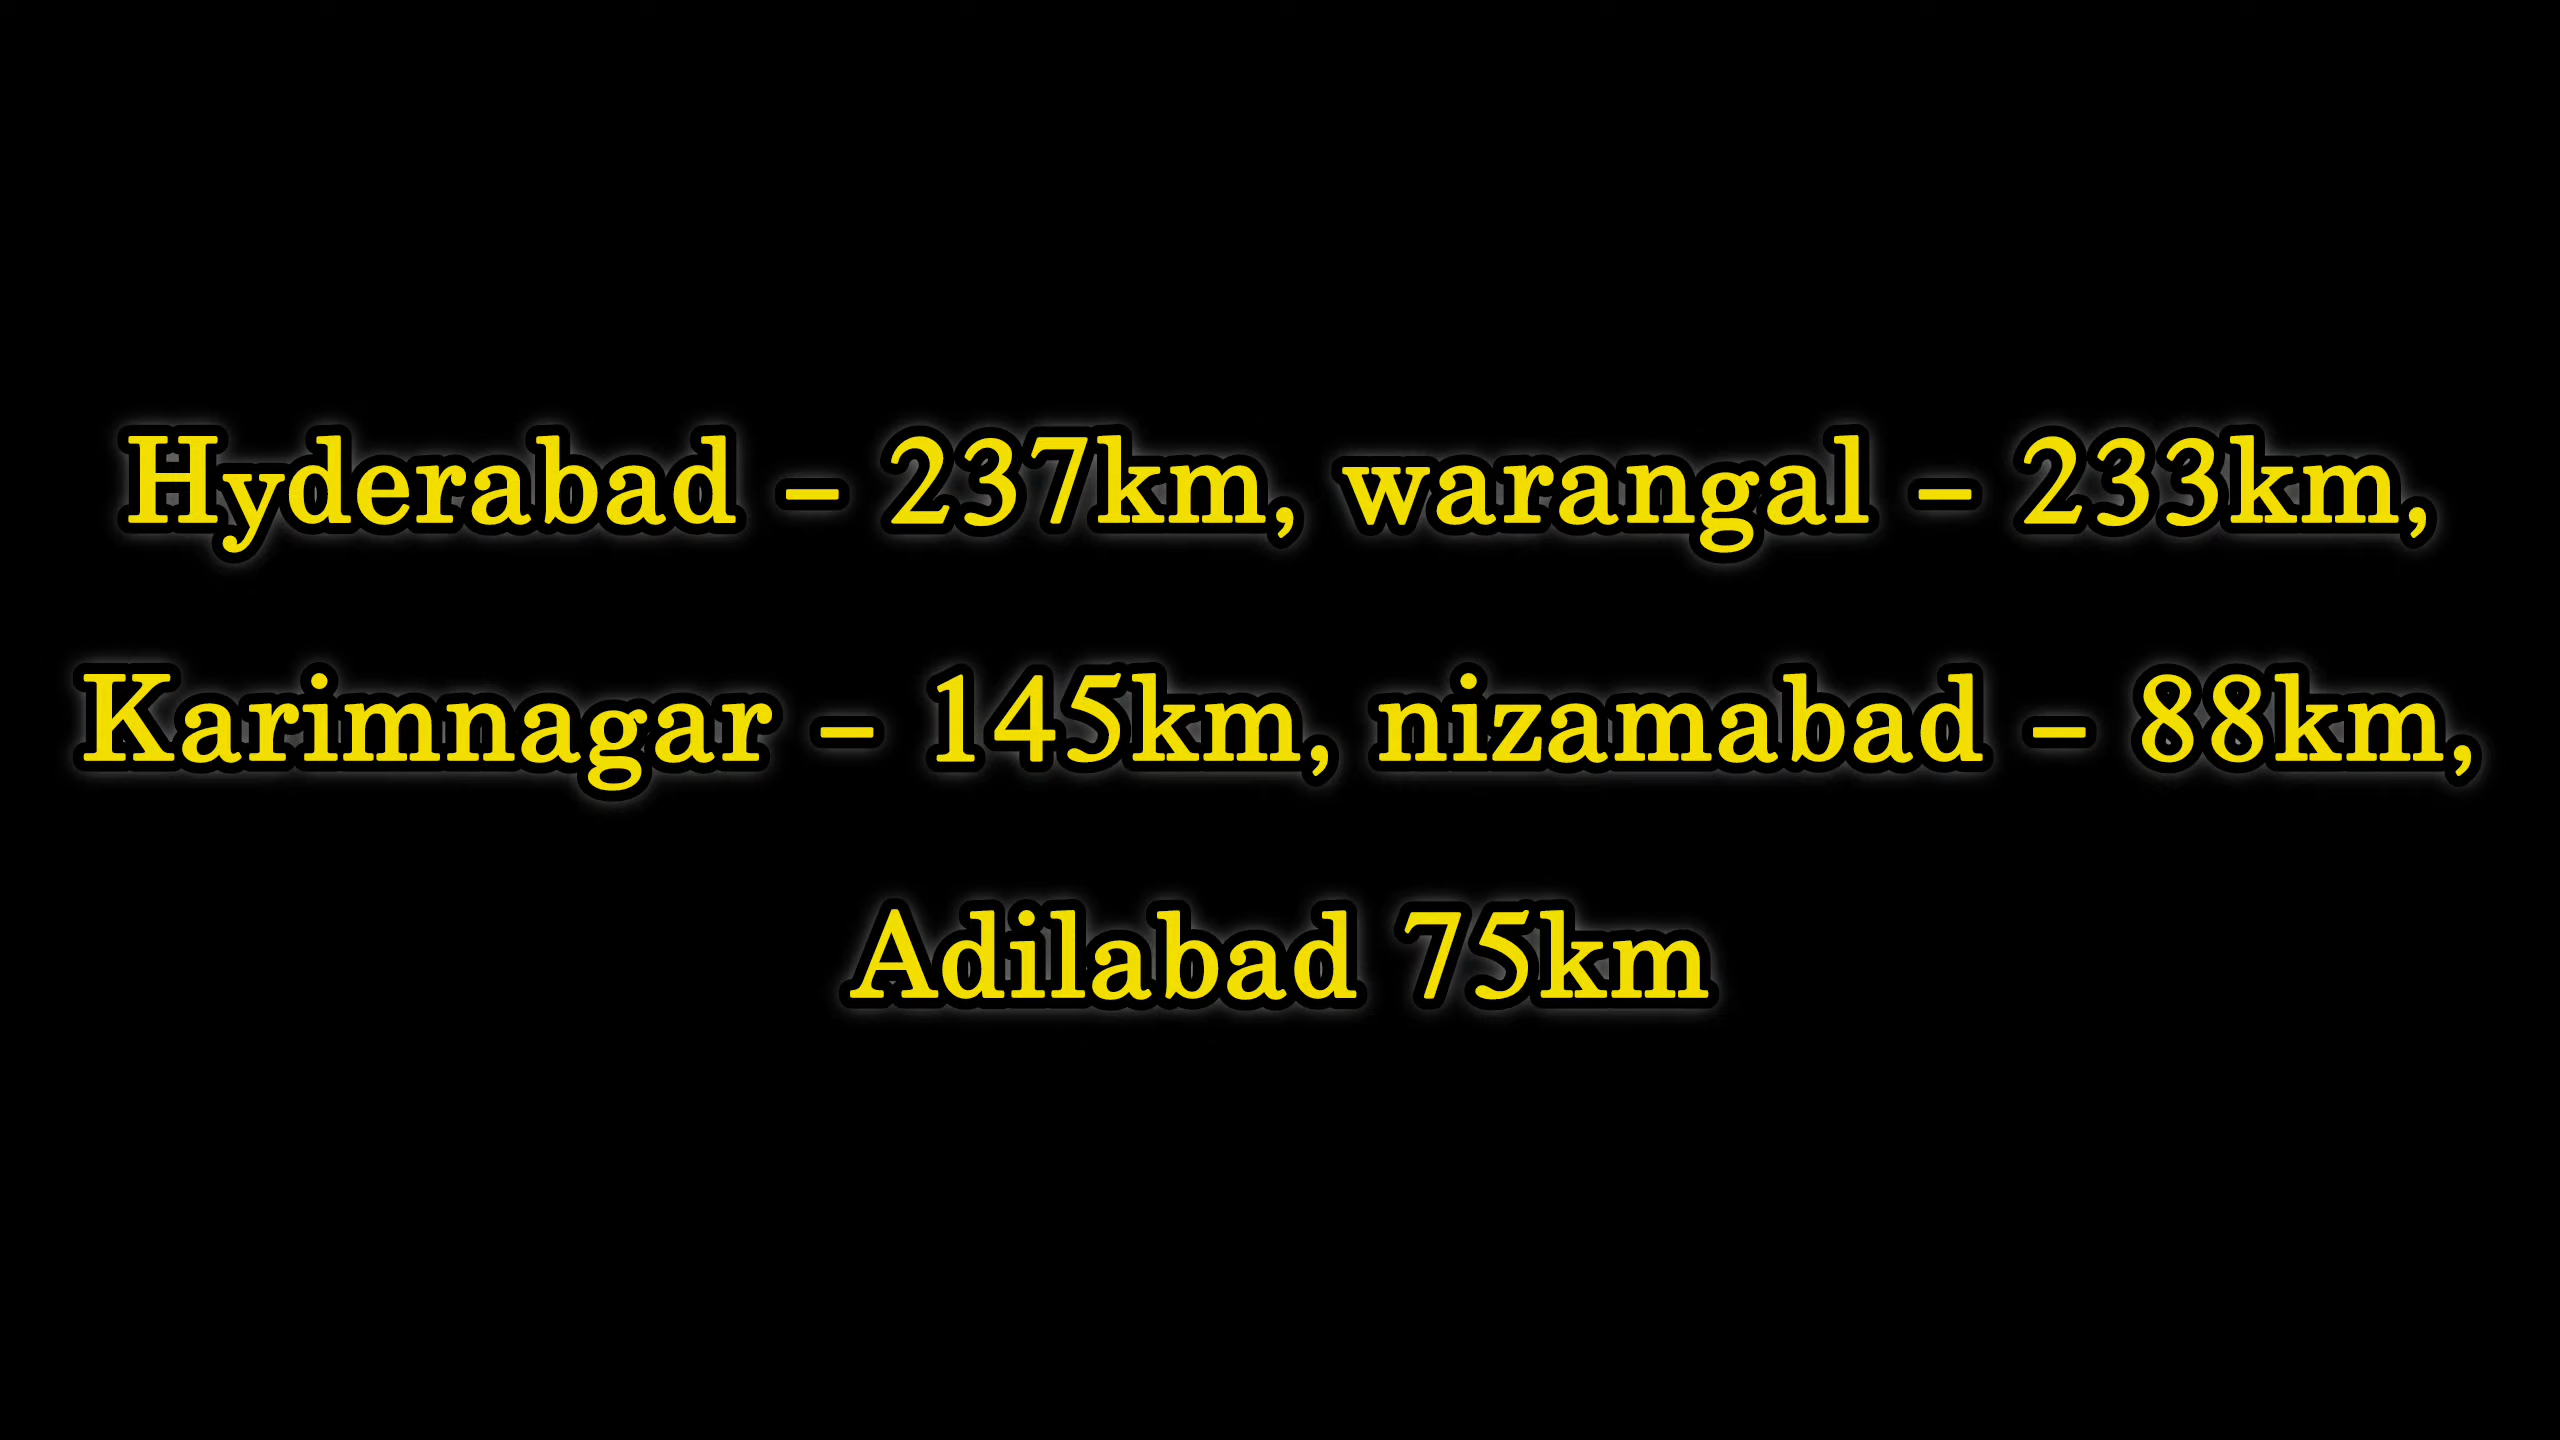 Hyderabad – 237km, warangal – 233km,
Karimnagar – 145km, nizamabad – 88km,
Adilabad 75km